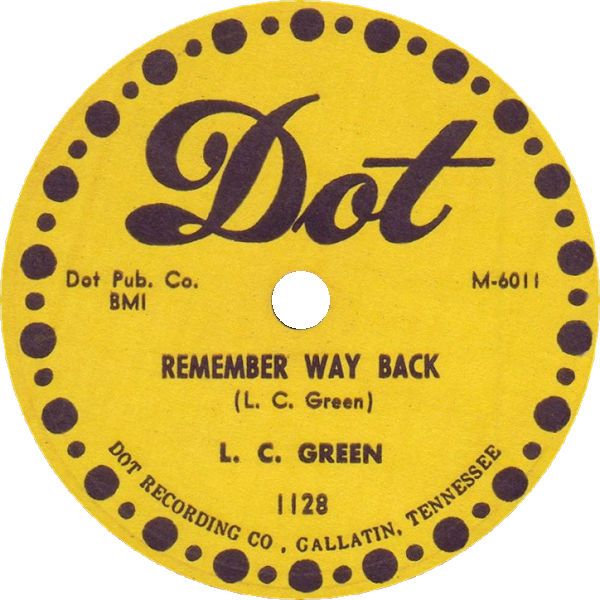 Dot
Dot Pub. Co.
BMI
M-6011
REMEMBER WAY BACK
(L. C. Green)
L. C. GREEN
1128
DOT RECORDING CO., GALLATIN, TENNESSEE